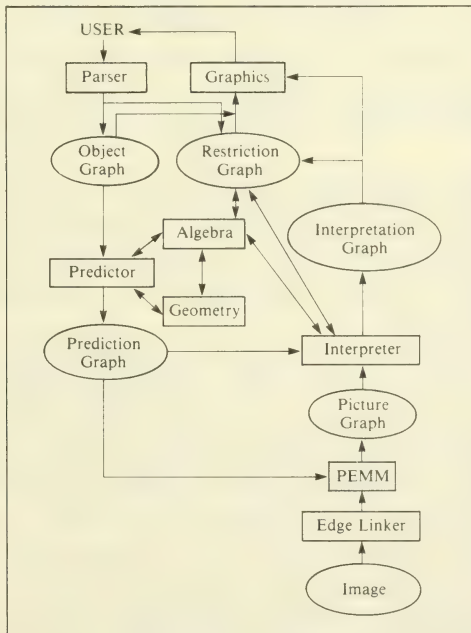 USER
Parser
Graphics
Object
Graph
Restriction
Graph
Algebra
Interpretation
Graph
Predictor
Geometry
Prediction
Graph
Interpreter
Picture
Graph
PEMM
Edge Linker
Image